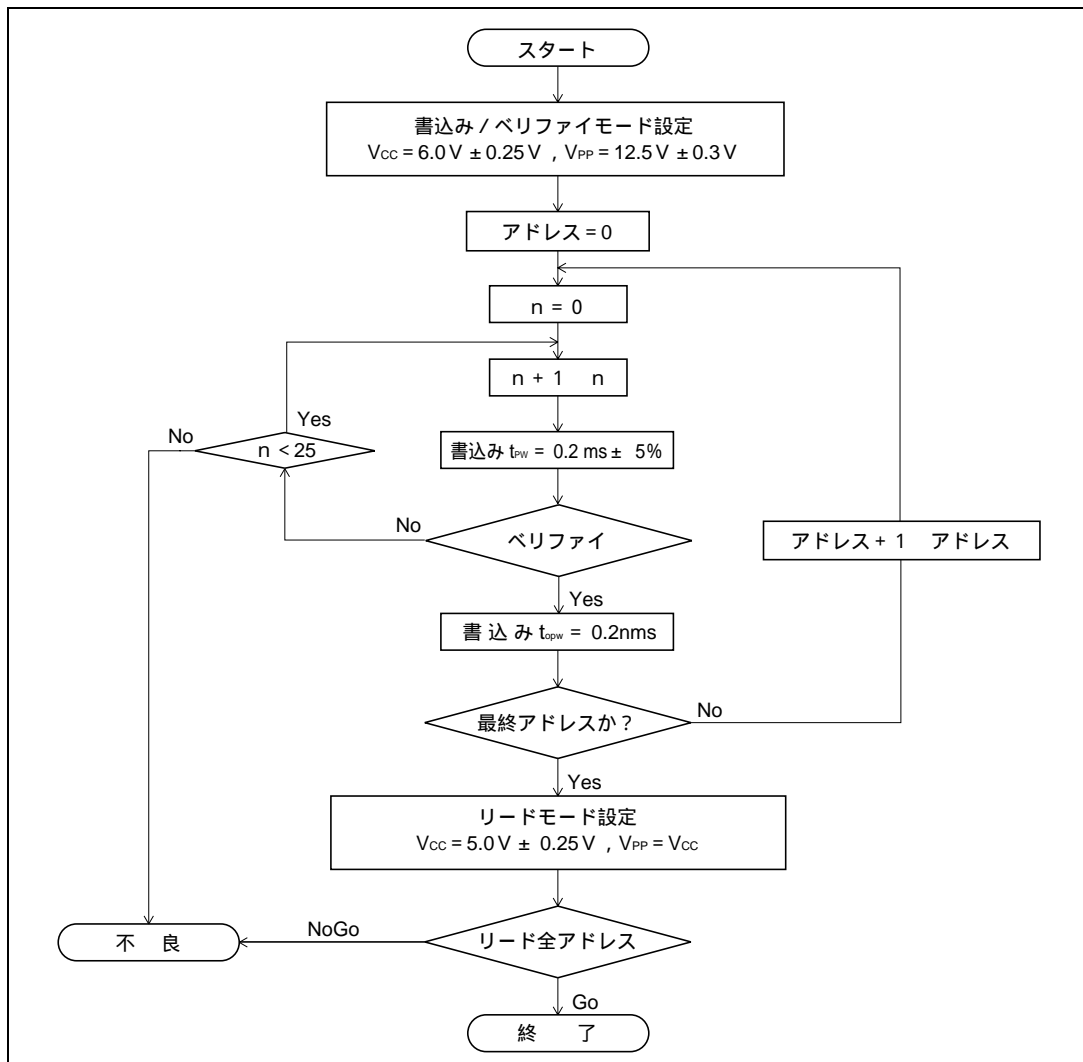 スタート
書込み / ベリファイモード設定
VCC = 6.0 V ± 0.25 V , VPP = 12.5 V ± 0.3 V
アドレス = 0
n = 0
n + 1 n
Yes
No
n < 25
書込み tPW = 0.2 ms ± 5%
No
ベリファイ
アドレス + 1 アドレス
Yes
書 込 み topw = 0.2nms
最終アドレスか ?
No
Yes
リードモード設定
VCC = 5.0 V ± 0.25 V , VPP = VCC
NoGo
不 良
リード全アドレス
Go
終 了